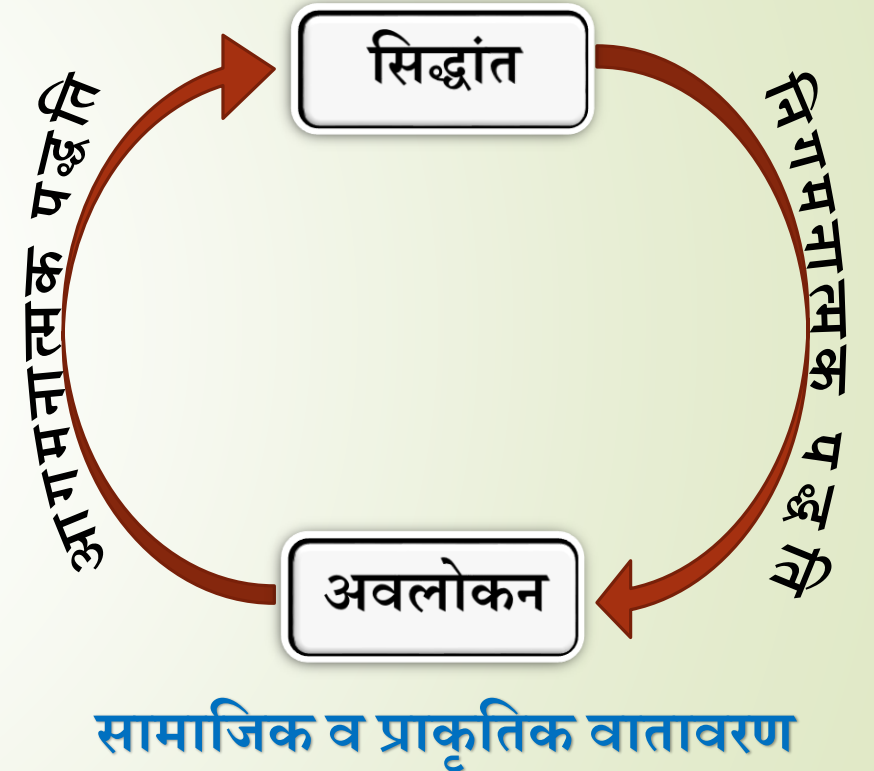 सिद्धांत
आगमनात्मक पद्धति
निगमनात्मक पद्धति
अवलोकन
सामाजिक व प्राकृतिक वातावरण